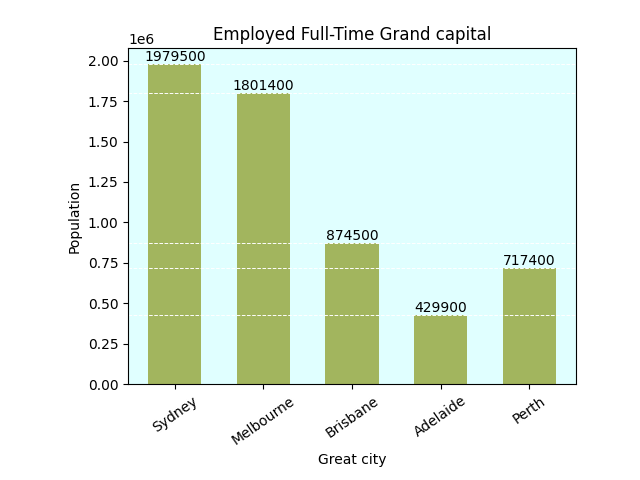 Employed Full-Time Grand capital
1e6
2.00
1.75
1.50
1.25
1.00
0.75
0.50
0.25
0.00
Population
1979500
1801400
874500
429900
717400
Sydney
Melbourne
Brisbane
Adelaide
Perth
Great city